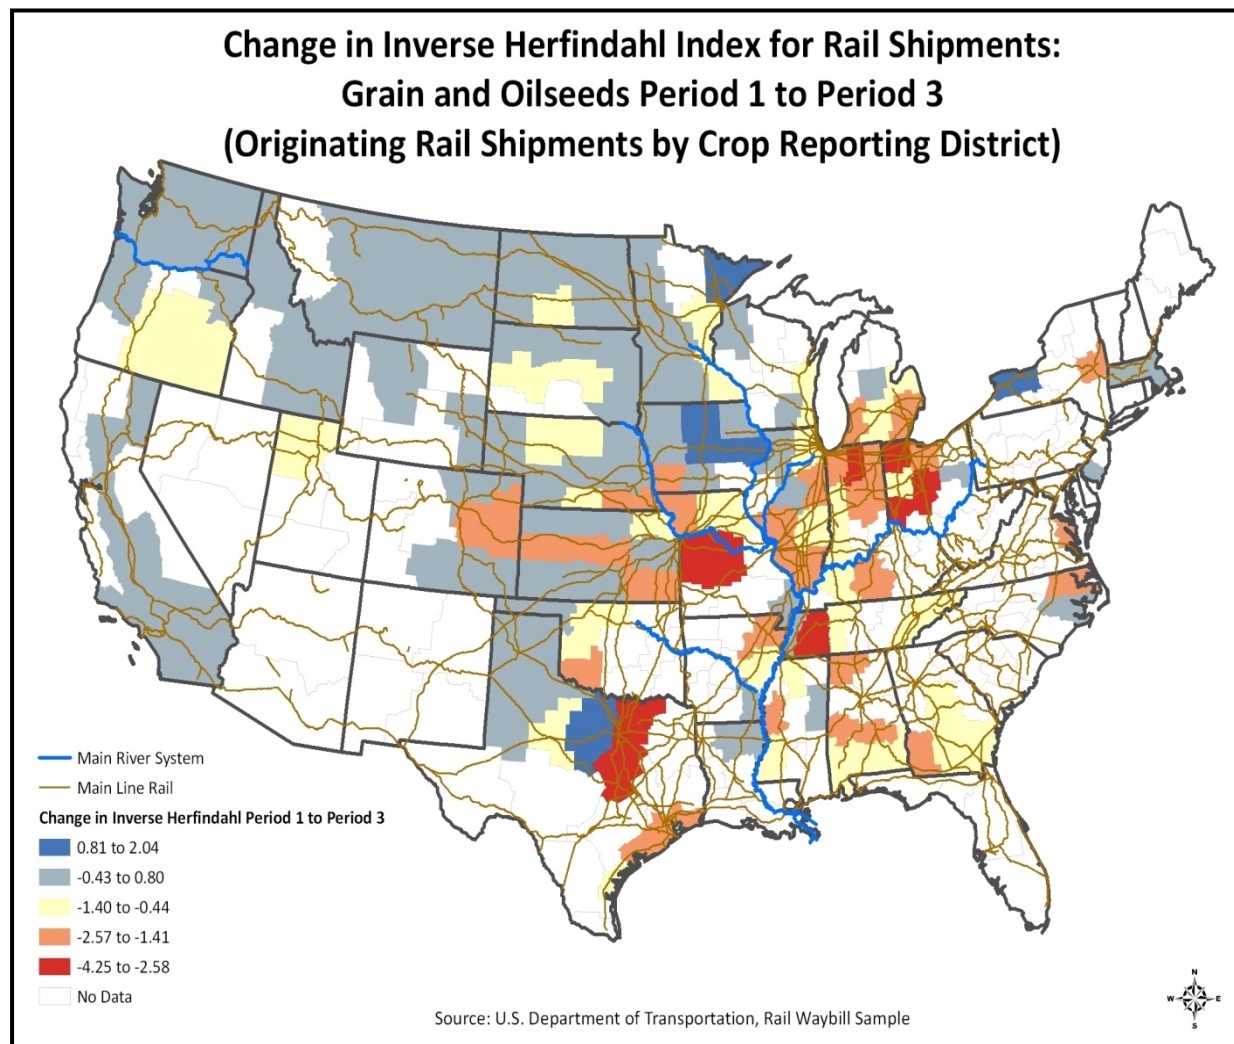 Change in Inverse Herfindahl Index for Rail Shipments:
Grain and Oilseeds Period 1 to Period 3
(Originating Rail Shipments by Crop Reporting District)
Main River System
Main Line Rail
Change in Inverse Herfindahl Period 1 to Period 3
0.81 to 2.04
-0.43 to 0.80
-1.40 to -0.44
-2.57 to -1.41
-4.25 to -2.58
No Data
Source: U.S. Department of Transportation, Rail Waybill Sample
N
W E
S